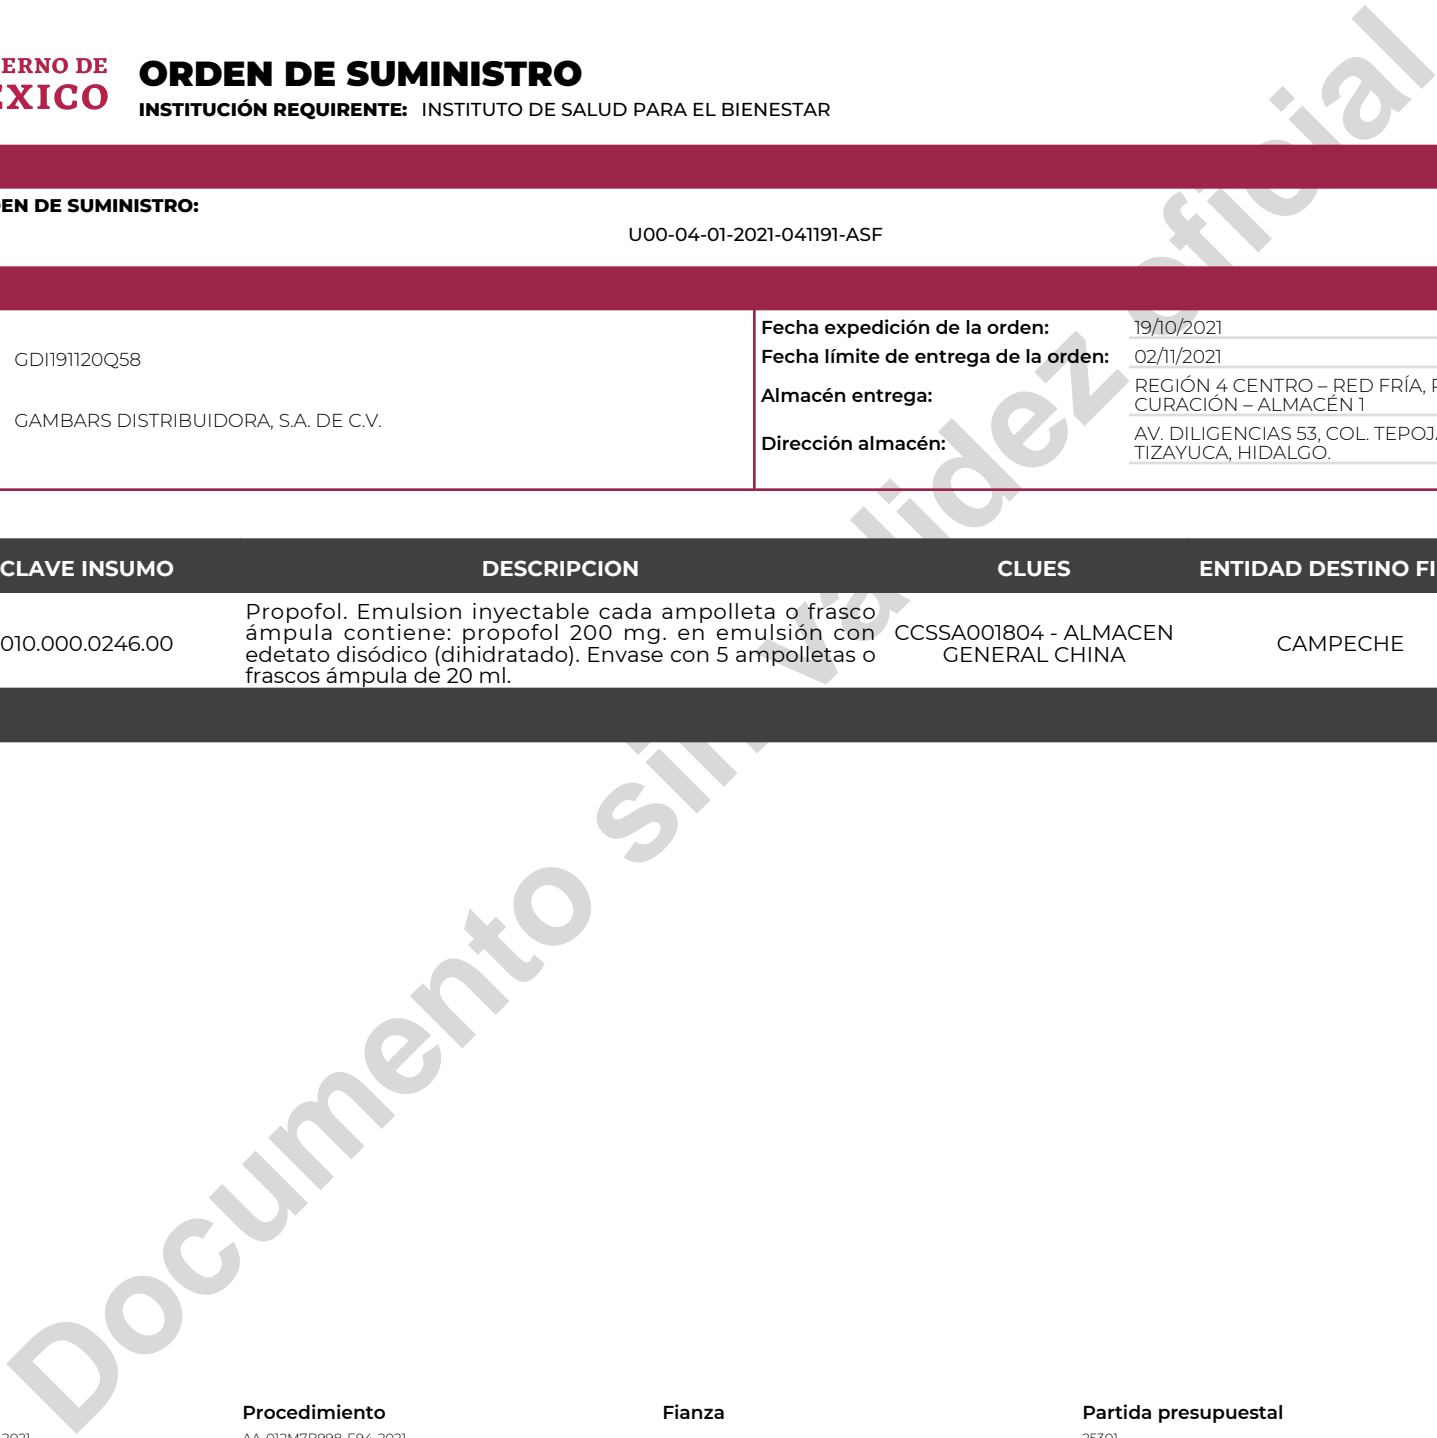 ERNO DE
ORDEN DE SUMINISTRO
INSTITUCIÓN REQUIRENTE: INSTITUTO DE SALUD PARA EL BIENESTAR
EN DE SUMINISTRO:
U00-04-01-2021-041191-ASF
GDI191120Q58
GAMBARS DISTRIBUIDORA, S.A. DE C.V.
Fecha expedición de la orden: 19/10/2021
Fecha límite de entrega de la orden: 02/11/2021
Almacén entrega: REGIÓN 4 CENTRO – RED FRÍA,
CURACIÓN – ALMACÉN 1
Dirección almacén: AV. DILIGENCIAS 53, COL. TEPOJ
TIZAYUCA, HIDALGO.
CLAVE INSUMO DESCRIPCION CLUES ENTIDAD DESTINO FI
010.000.0246.00
Propofol. Emulsion inyectable cada ampolleta o frasco
ámpula contiene: propofol 200 mg. en emulsión con
edetato disódico (dihidratado). Envase con 5 ampolletas o
frascos ámpula de 20 ml.
CCSSA001804 - ALMACEN
GENERAL CHINA
CAMPECHE
Procedimiento Fianza Partida presupuestal
Documento sin validez oficial